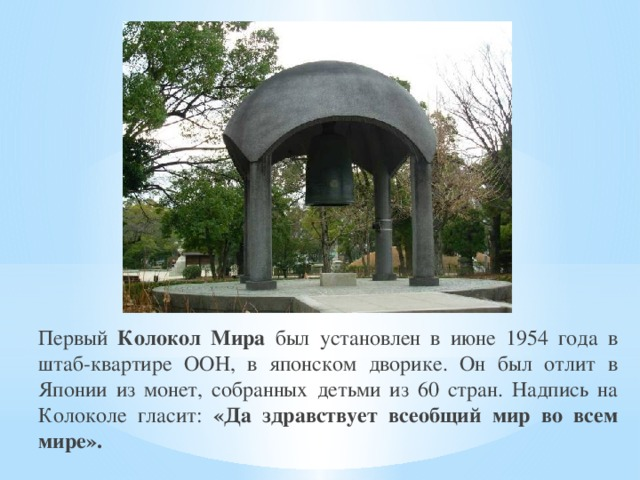 Первый Колокол Мира был установлен в июне 1954 года в
штаб-квартире ООН, в японском дворике. Он был отлит в
Японии из монет, собранных детьми из 60 стран. Надпись на
Колоколе гласит: «Да здравствует всеобщий мир во всем
мире».